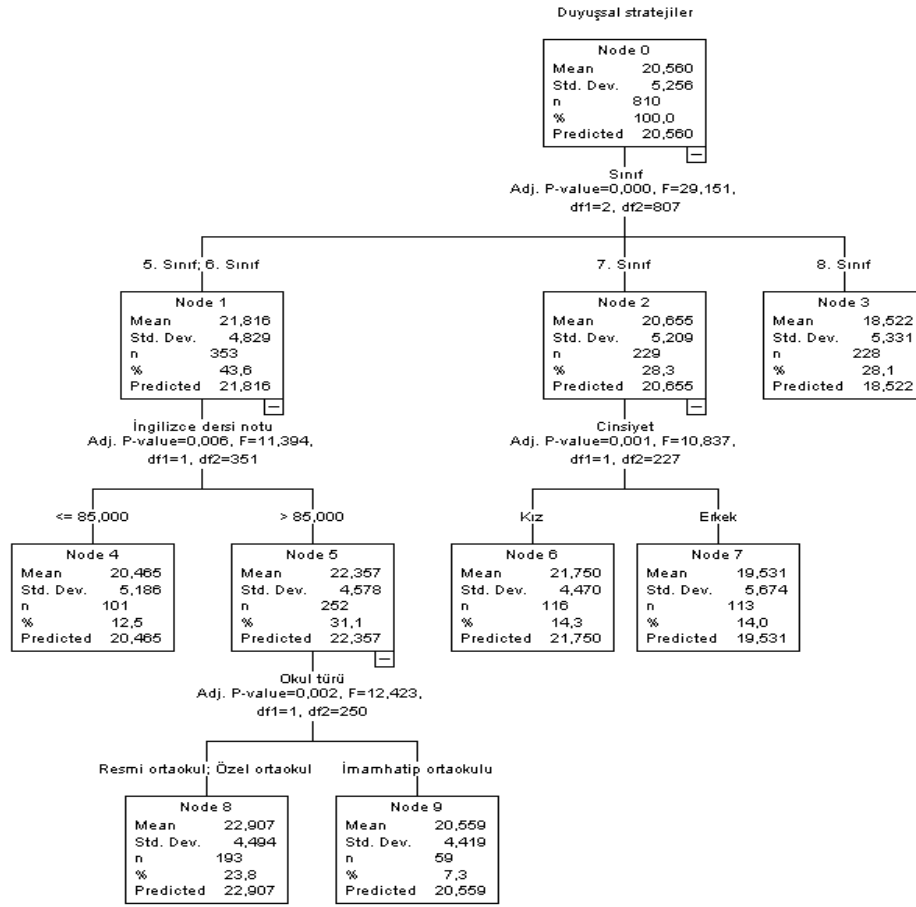 Duyuşsal stratejiler
Node 0
Mean 20,560
Std. Dev. 5,256
n 810
% 100,0
Predicted 20,560
Sınıf
Adj. P-value=0,000, F=29,151,
df1=2, df2=807
5. Sınıf; 6. Sınıf
7. Sınıf
8. Sınıf
Node 1
Mean 21,816
Std. Dev. 4,829
n 353
% 43,6
Predicted 21,816
Node 2
Mean 20,655
Std. Dev. 5,209
n 229
% 28,3
Predicted 20,655
Node 3
Mean 18,522
Std. Dev. 5,331
n 228
% 28,1
Predicted 18,522
İngilizce dersi notu
Adj. P-value=0,006, F=11,394,
df1=1, df2=351
Cinsiyet
Adj. P-value=0,001, F=10,837,
df1=1, df2=227
<= 85,000
> 85,000
Kız
Erkek
Node 4
Mean 20,465
Std. Dev. 5,186
n 101
% 12,5
Predicted 20,465
Node 5
Mean 22,357
Std. Dev. 4,578
n 252
% 31,1
Predicted 22,357
Node 6
Mean 21,750
Std. Dev. 4,470
n 116
% 14,3
Predicted 21,750
Node 7
Mean 19,531
Std. Dev. 5,674
n 113
% 14,0
Predicted 19,531
Okul türü
Adj. P-value=0,002, F=12,423,
df1=1, df2=250
Resmi ortaokul; Özel ortaokul
İmamhatip ortaokulu
Node 8
Mean 22,907
Std. Dev. 4,494
n 193
% 23,8
Predicted 22,907
Node 9
Mean 20,559
Std. Dev. 4,419
n 59
% 7,3
Predicted 20,559